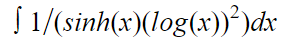 ∫ 1/(sinh(x)(log(x))²)dx